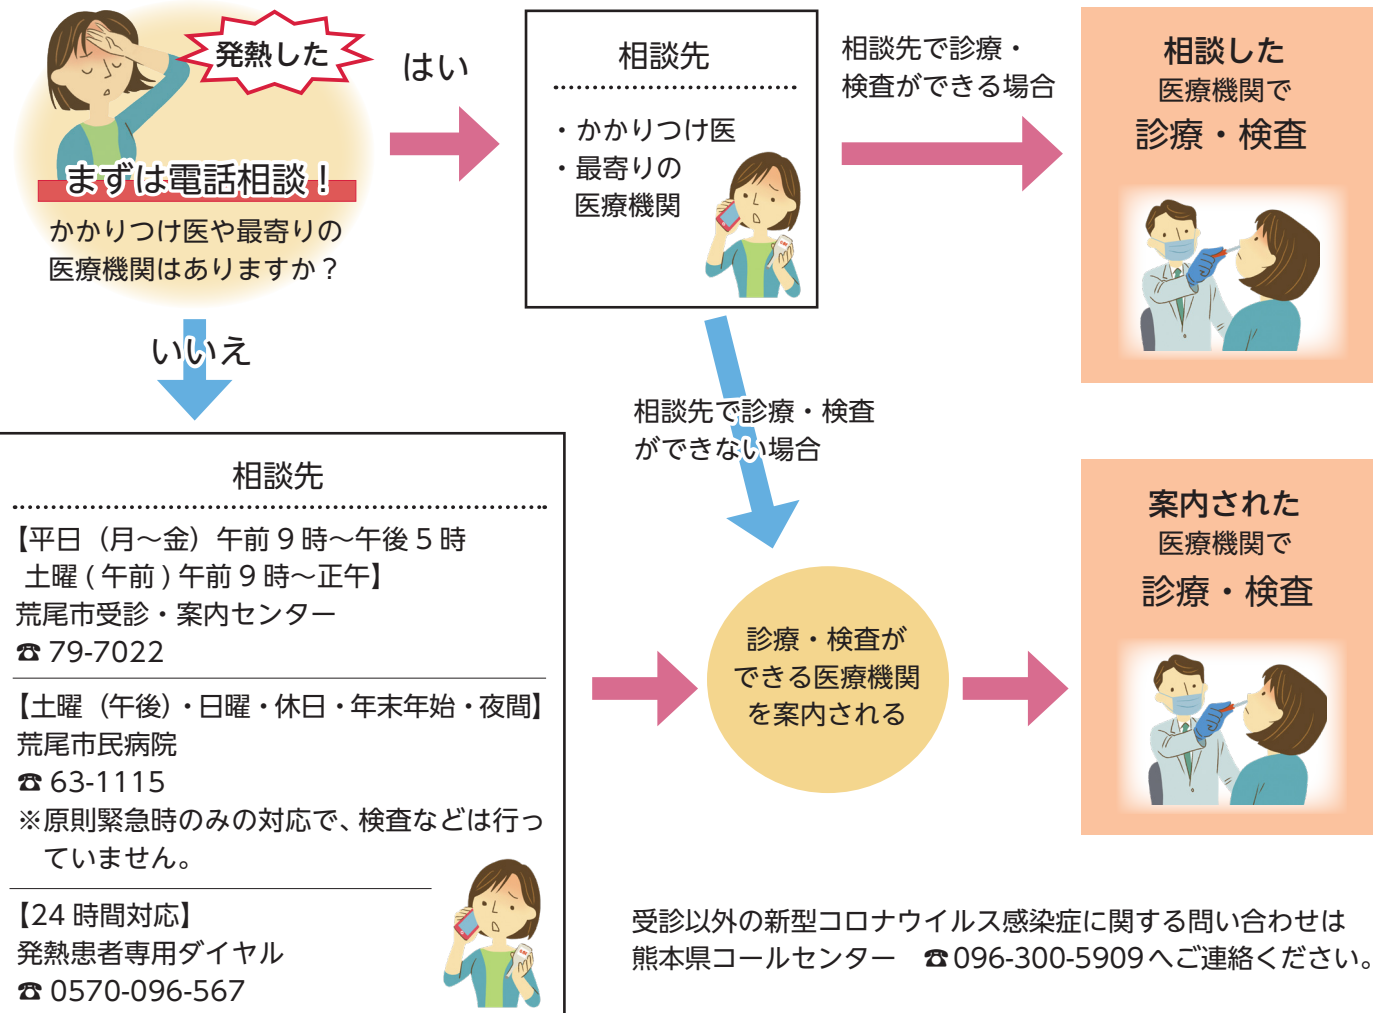 発熱した
まずは電話相談！
かかりつけ医や最寄りの
医療機関はありますか？
はい
相談先
・かかりつけ医
・最寄りの
医療機関
相談先で診療・
検査ができる場合
相談した
医療機関で
診療・検査
いいえ
相談先で診療・検査
ができない場合
相談先
【平日（月～金）午前 9 時～午後 5 時
土曜 ( 午前 ) 午前 9 時～正午】
荒尾市受診・案内センター
☎ 79-7022
【土曜（午後）・日曜・休日・年末年始・夜間】
荒尾市民病院
☎ 63-1115
※原則緊急時のみの対応で、検査などは行っ
ていません。
【24 時間対応】
発熱患者専用ダイヤル
☎ 0570-096-567
診療・検査が
できる医療機関
を案内される
案内された
医療機関で
診療・検査
受診以外の新型コロナウイルス感染症に関する問い合わせは
熊本県コールセンター　☎ 096-300-5909 へご連絡ください。